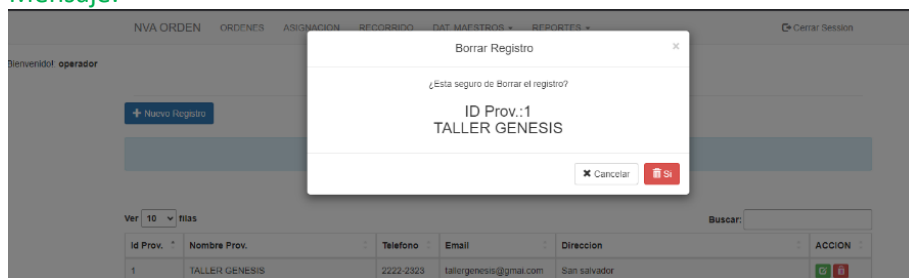 Mensaje:
NVA ORDEN ORDENES ASIGNACION RECORRIDO DAT MAESTROS REPORTES Cerrar Session
Bienvenido!: operador
Borrar Registro ×
¿Esta seguro de Borrar el registro?
ID Prov.:1
TALLER GENESIS
Cancelar Si
Nuevo Registro
Ver 10 filas Buscar:
Id Prov. Nombre Prov. Telefono Email Direccion ACCION
1 TALLER GENESIS 2222-2323 tallergenesis@gmai.com San salvador